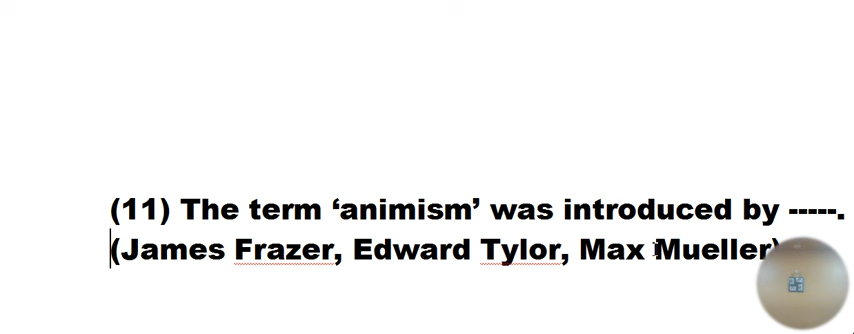 (11) The term ‘animism’ was introduced by -----.
(James Frazer, Edward Tylor, Max Mueller)